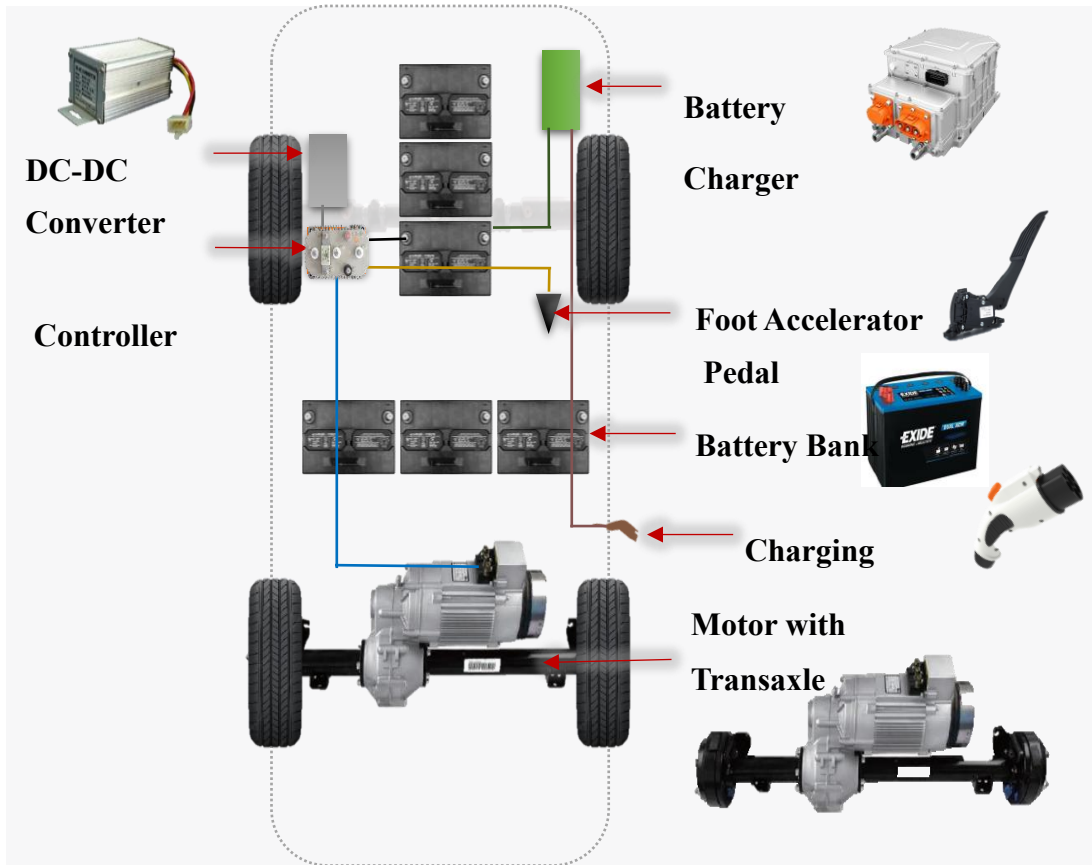 DC-DC
Converter
Controller
Battery
Charger
Foot Accelerator
Pedal
Battery Bank
EXIDE
Charging
Motor with
Transaxle